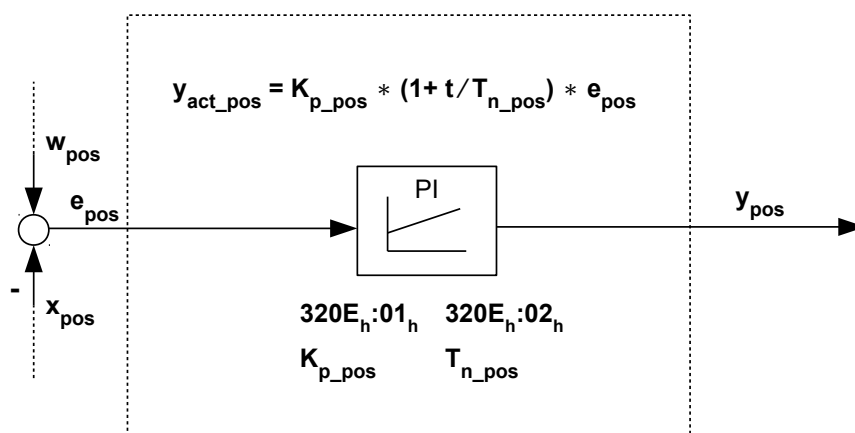 y_act_pos = K_p_pos * (1+ t/T_n_pos) * e_pos
w_pos
e_pos
PI
y_pos
-
x_pos
320E_h:01_h 320E_h:02_h
K_p_pos T_n_pos